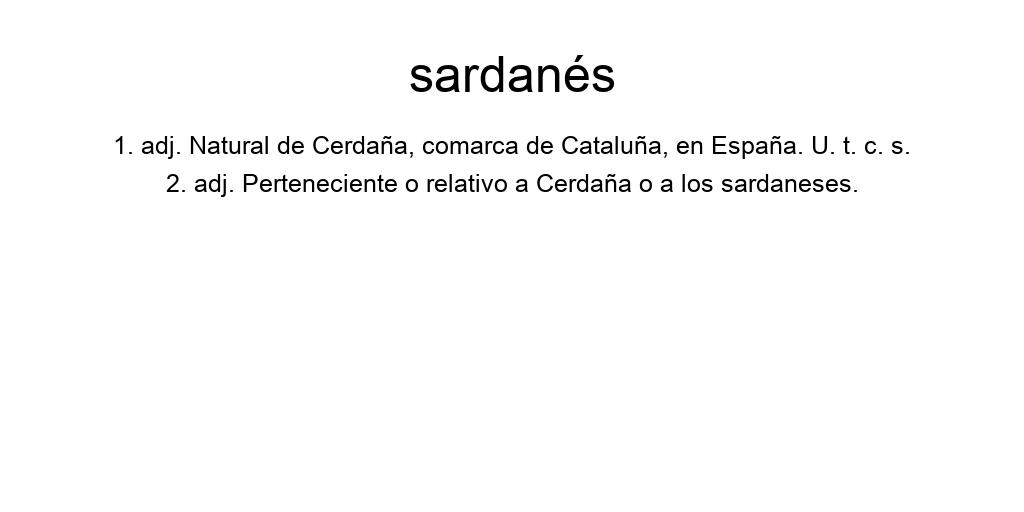 sardanés
1. adj. Natural de Cerdaña, comarca de Cataluña, en España. U. t. c. s.
2. adj. Perteneciente o relativo a Cerdaña o a los sardaneses.